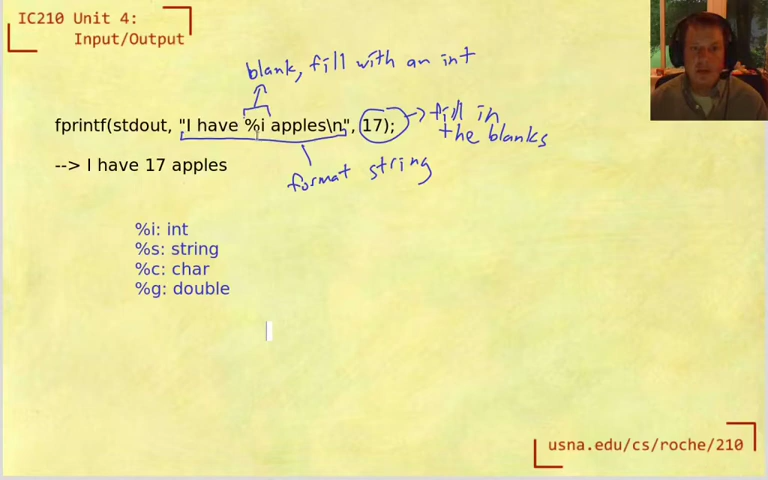 IC210 Unit 4:
Input/Output
blank, fill with an int
fprintf(stdout, "I have %i apples\n", 17);
fill in
the blanks
--> I have 17 apples
format string
%i: int
%s: string
%c: char
%g: double
usna.edu/cs/roche/210